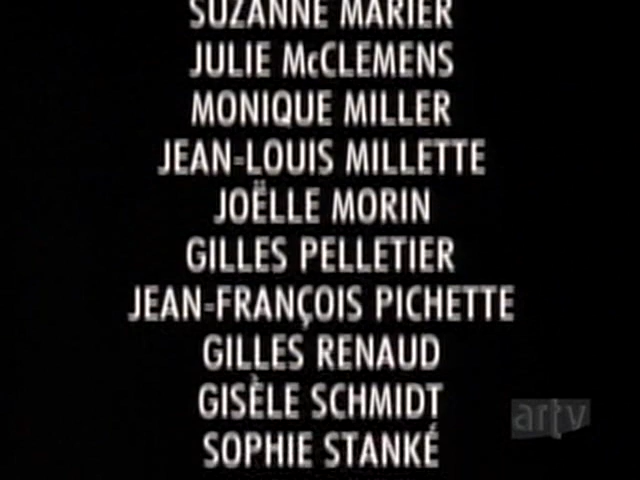 SUZANNE MARIER
JULIE McCLEMENS
MONIQUE MILLER
JEAN-LOUIS MILLETTE
JOËLLE MORIN
GILLES PELLETIER
JEAN-FRANÇOIS PICHETTE
GILLES RENAUD
GISÈLE SCHMIDT
SOPHIE STANKÉ
artv